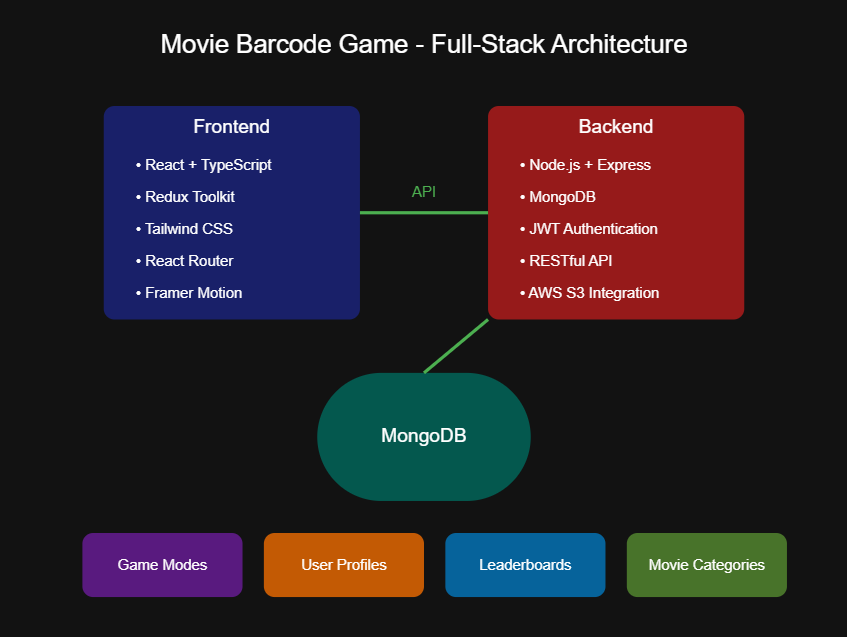 Movie Barcode Game - Full-Stack Architecture
Frontend
• React + TypeScript
• Redux Toolkit
• Tailwind CSS
• React Router
• Framer Motion
API
Backend
• Node.js + Express
• MongoDB
• JWT Authentication
• RESTful API
• AWS S3 Integration
MongoDB
Game Modes
User Profiles
Leaderboards
Movie Categories